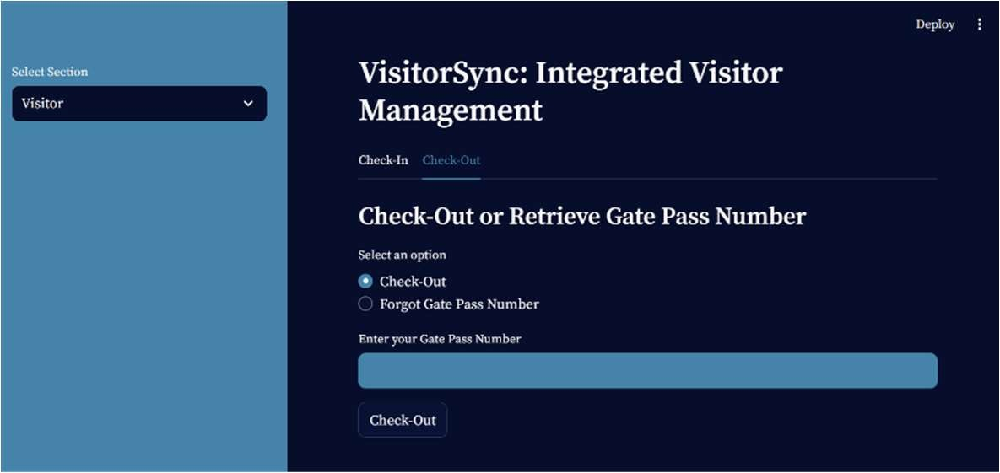 Deploy
Select Section
Visitor
VisitorSync: Integrated Visitor
Management
Check-In Check-Out
Check-Out or Retrieve Gate Pass Number
Select an option
Check-Out
Forgot Gate Pass Number
Enter your Gate Pass Number
Check-Out